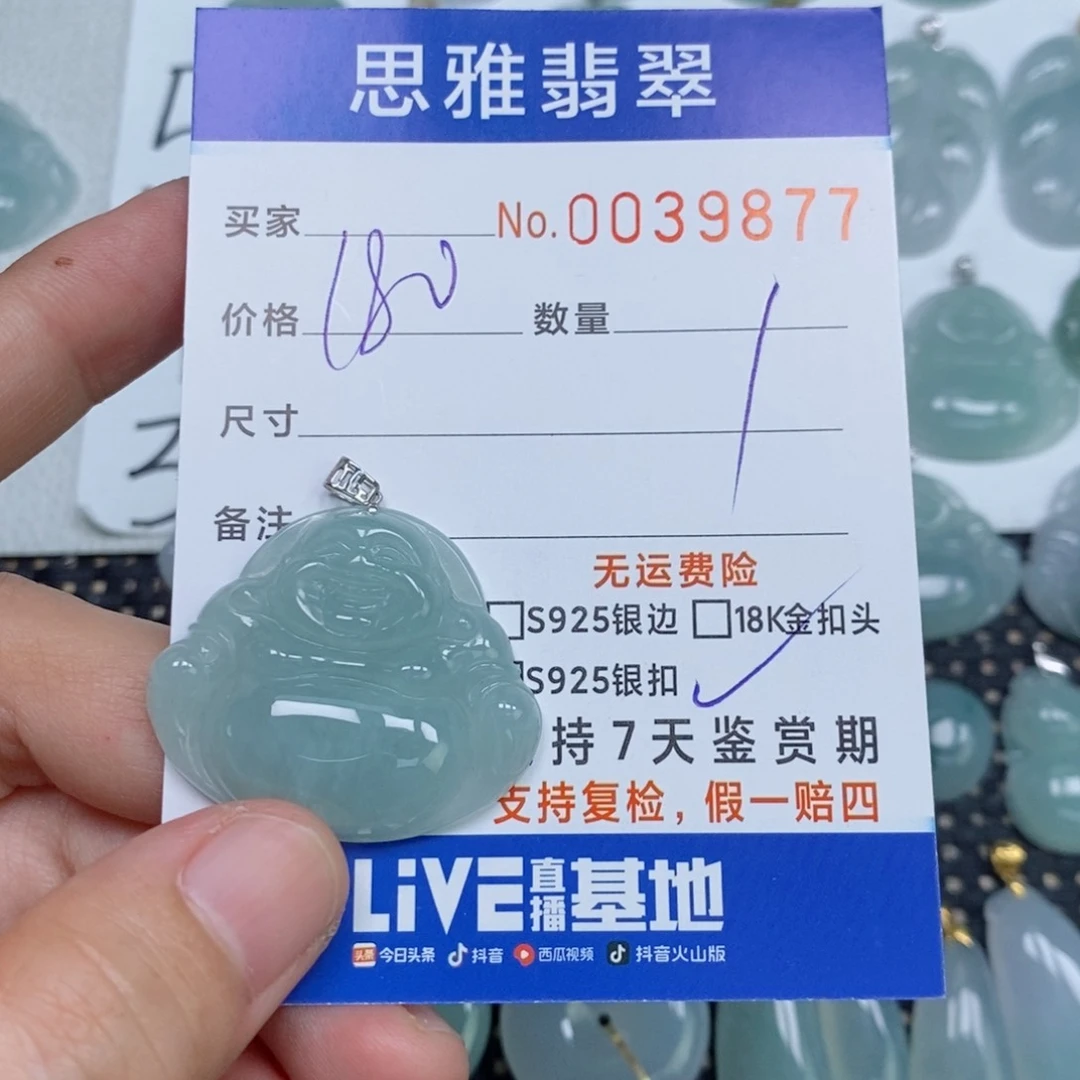 思雅翡翠
买家 No.0039877
价格 180 数量 1
尺寸
备注
无运费险
S925银边 18K金扣头
S925银扣 ✓
持7天鉴赏期
支持复检，假一赔四
LiVE直播基地
头条 今日头条 抖音 西瓜视频 抖音火山版